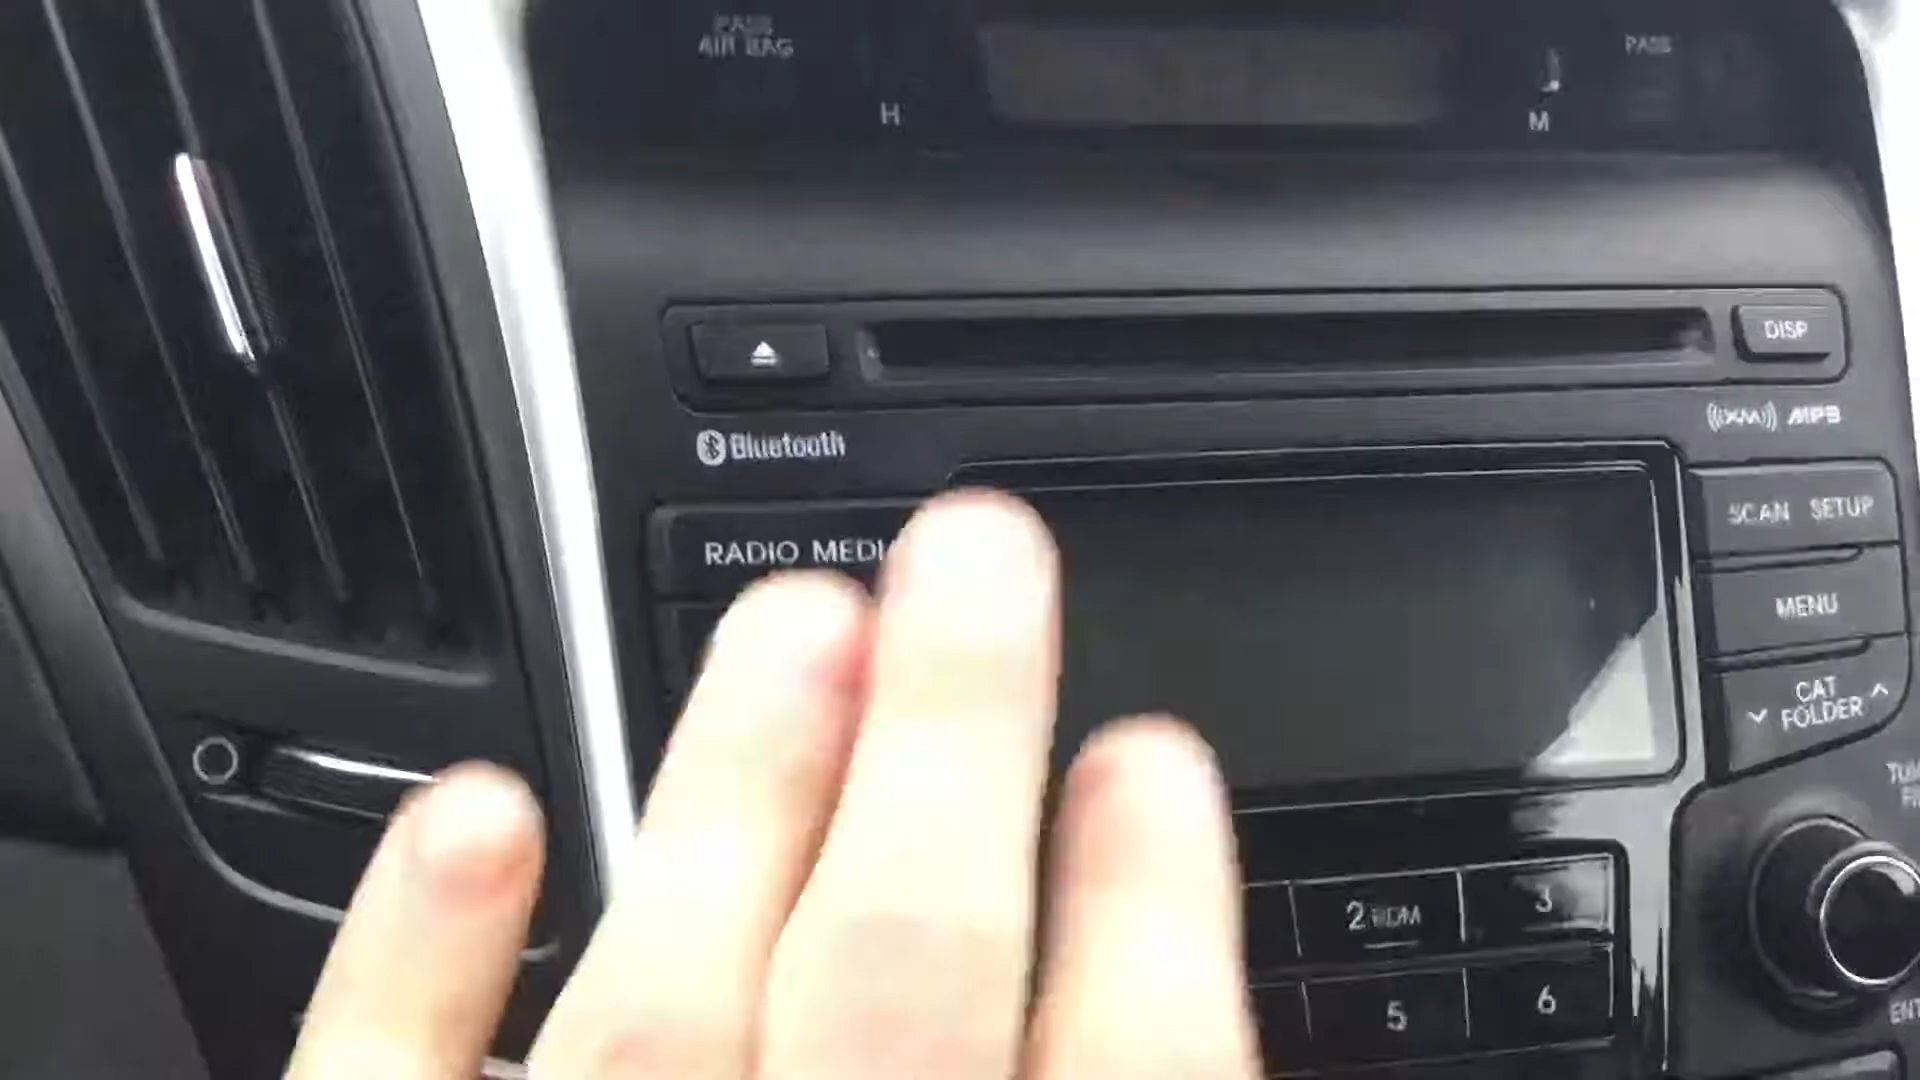 PASS
AIR BAG
H
M
PASS
DISP
Bluetooth
XM MP3
RADIO MEDI
SCAN SETUP
MENU
CAT
FOLDER
2 RDM
3
5
6